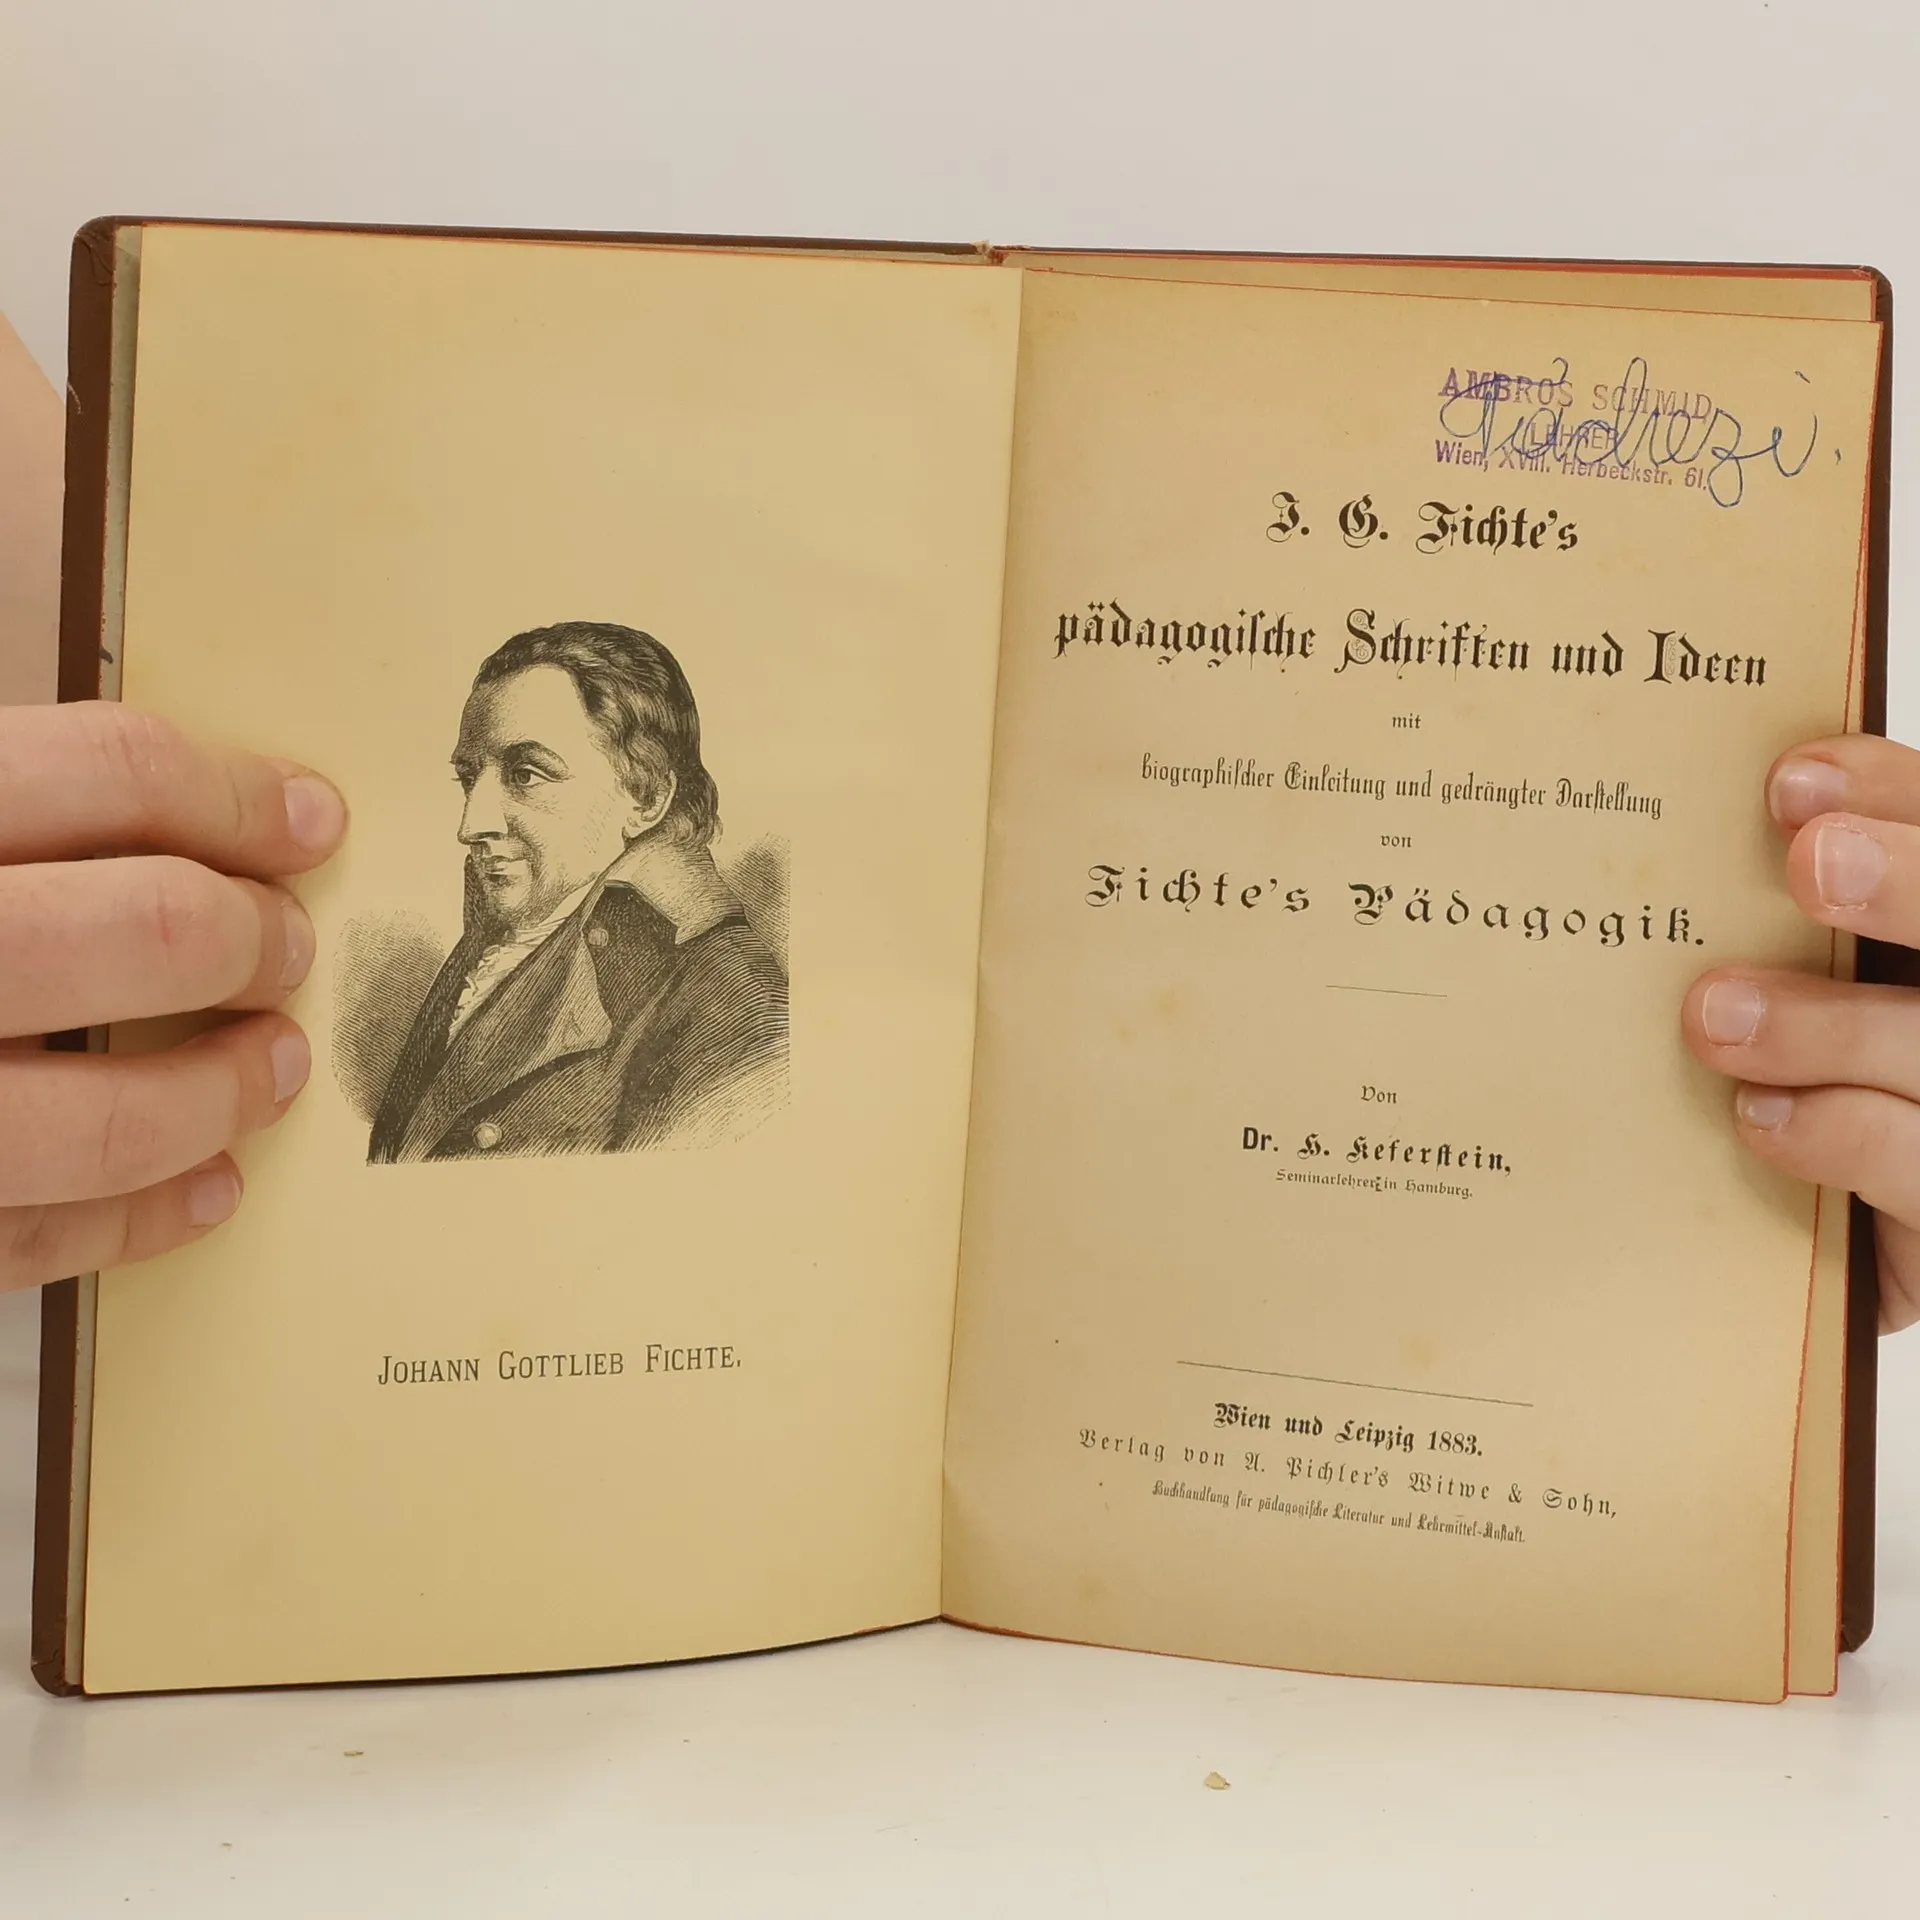 JOHANN GOTTLIEB FICHTE.
AMBROS SCHMID
LEHRER
Wien, XVIII. Herbeckstr. 61.
J. G. Fichte's
pädagogische Schriften und Ideen
mit
biographischer Einleitung und gedrängter Darstellung
von
Fichte's Pädagogik.
Von
Dr. H. Keferstein,
Seminarlehrer in Hamburg.
Wien und Leipzig 1883.
Verlag von A. Pichler's Witwe & Sohn,
Buchhandlung für pädagogische Literatur und Lehrmittel-Anstalt.